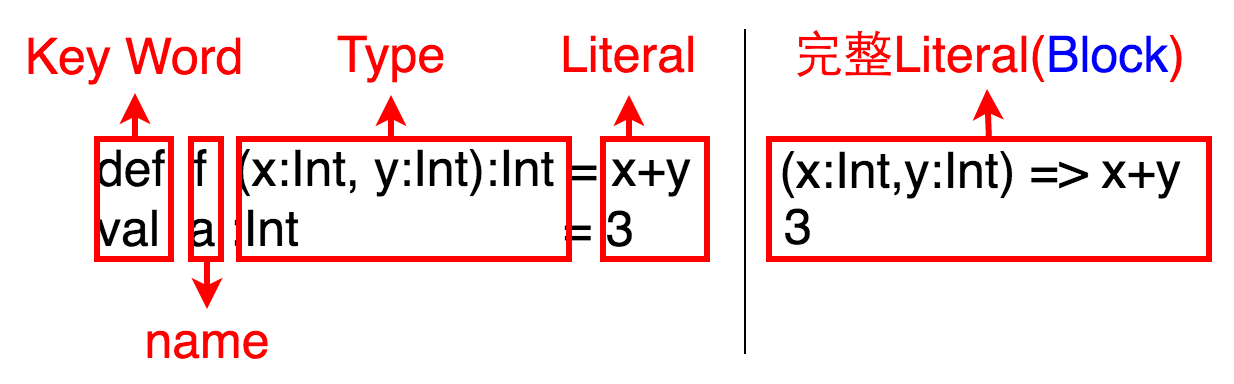 Key Word Type Literal 完整Literal(Block)
def f (x:Int, y:Int):Int = x+y (x:Int,y:Int) => x+y
val a :Int = 3 3
name